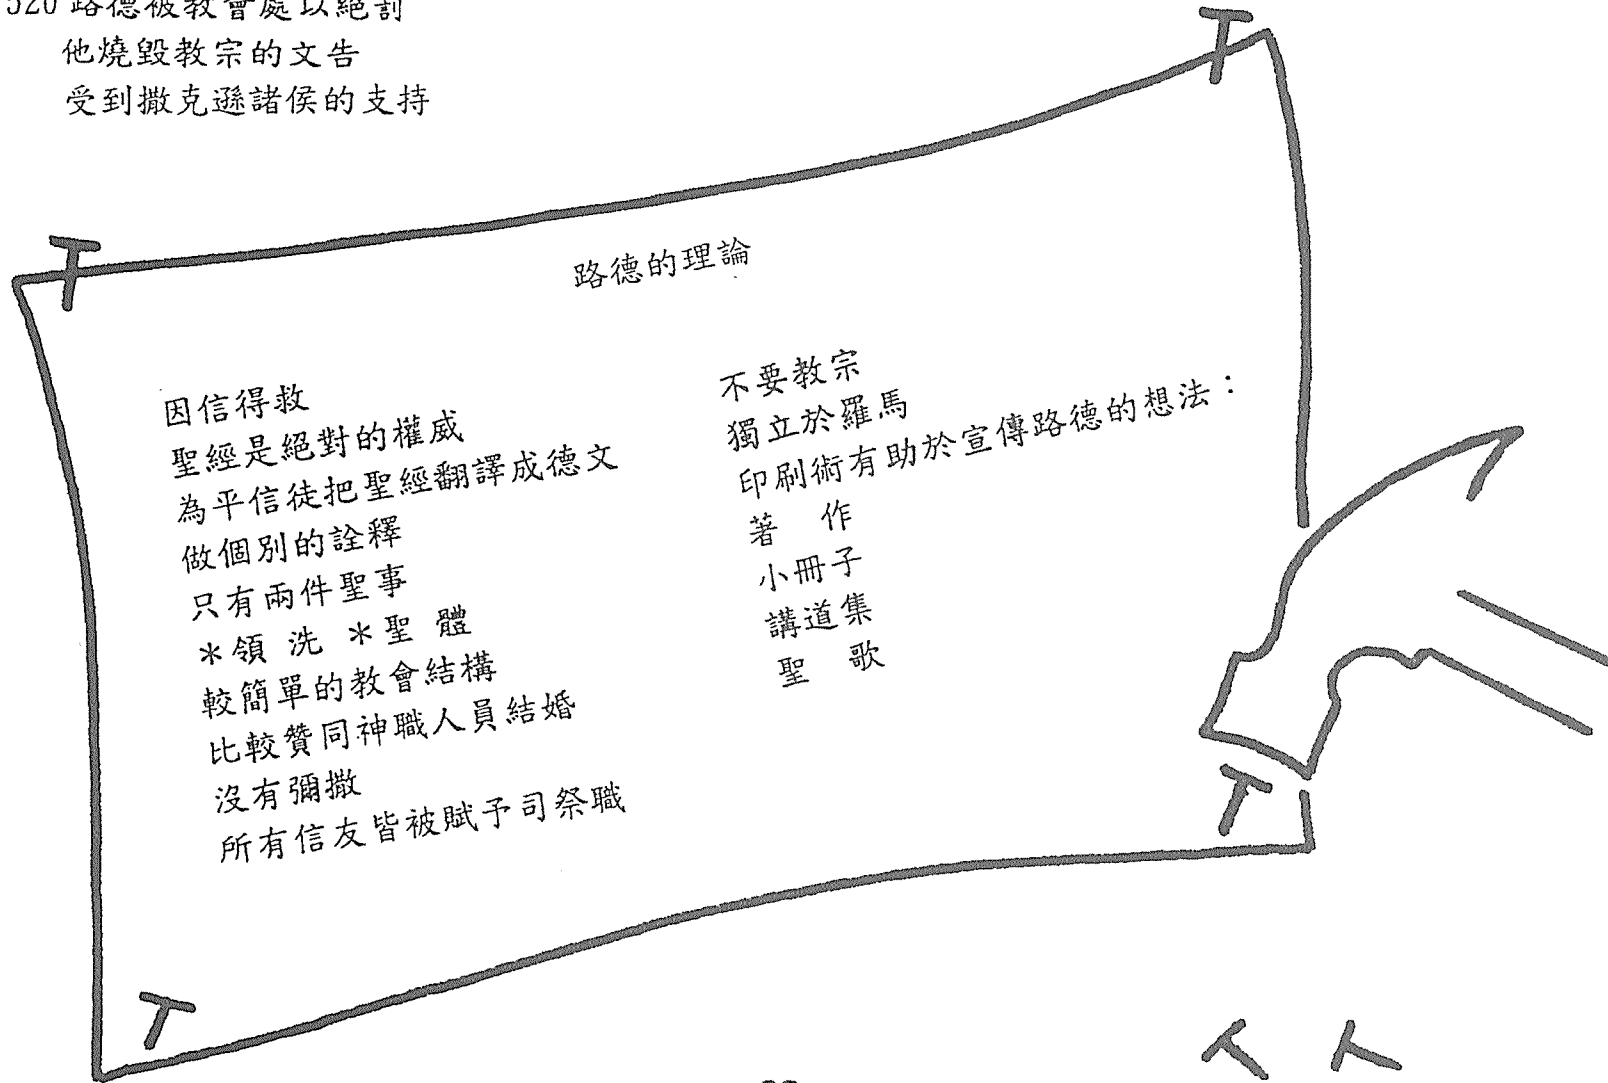 520 路德被教會處以絕罰
他燒毀教宗的文告
受到撒克遜諸侯的支持
路德的理論
因信得救
聖經是絕對的權威
為平信徒把聖經翻譯成德文
做個別的詮釋
只有兩件聖事
＊領 洗 ＊聖 體
較簡單的教會結構
比較贊同神職人員結婚
沒有彌撒
所有信友皆被賦予司祭職
不要教宗
獨立於羅馬
印刷術有助於宣傳路德的想法：
著 作
小冊子
講道集
聖 歌